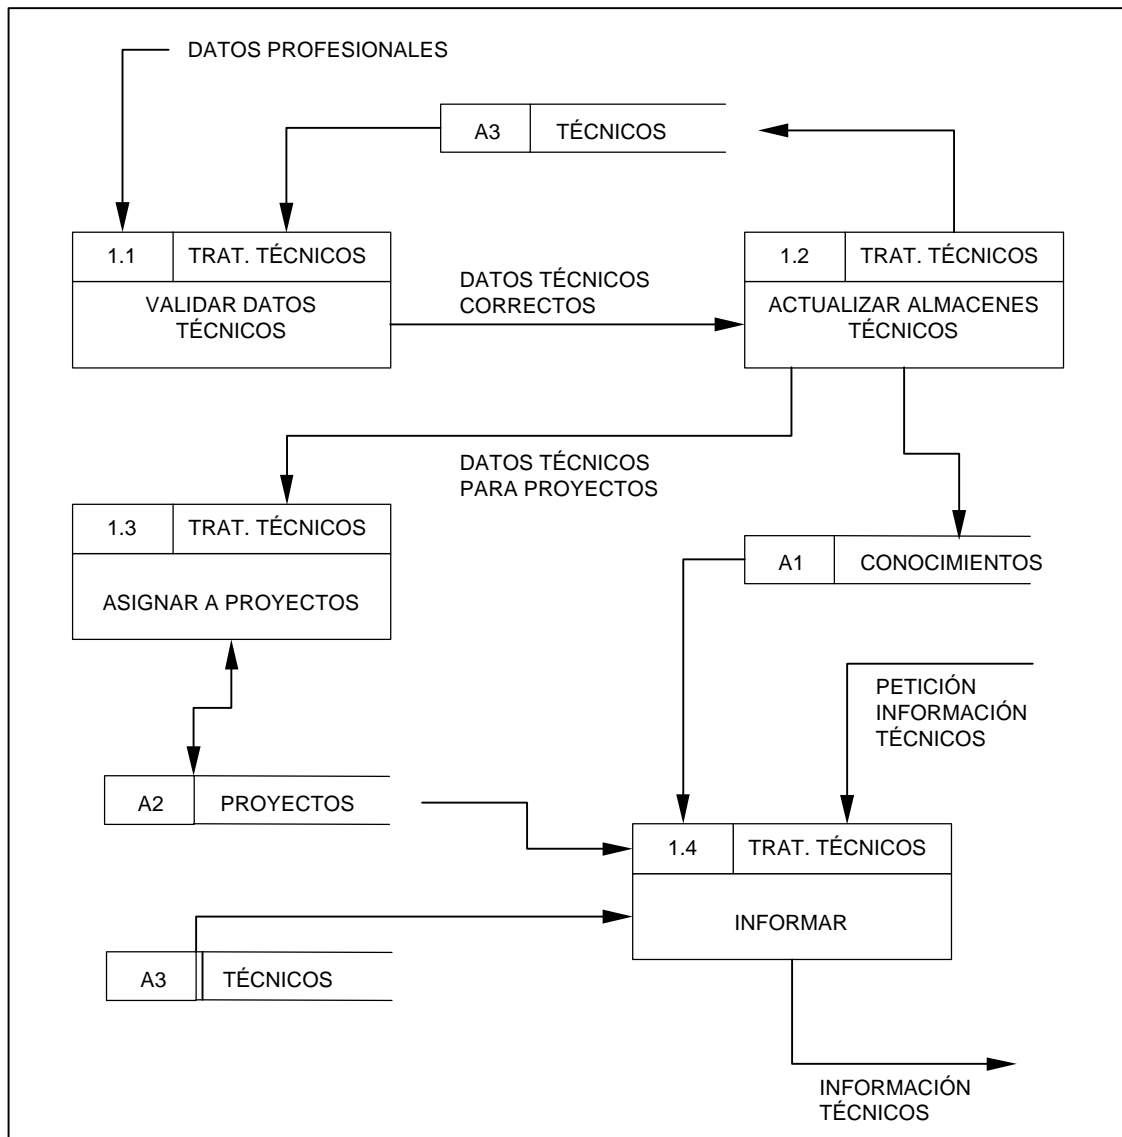 DATOS PROFESIONALES
A3 TÉCNICOS
1.1 TRAT. TÉCNICOS
VALIDAR DATOS
TÉCNICOS
DATOS TÉCNICOS
CORRECTOS
1.2 TRAT. TÉCNICOS
ACTUALIZAR ALMACENES
TÉCNICOS
DATOS TÉCNICOS
PARA PROYECTOS
1.3 TRAT. TÉCNICOS
ASIGNAR A PROYECTOS
A1 CONOCIMIENTOS
PETICIÓN
INFORMACIÓN
TÉCNICOS
A2 PROYECTOS
1.4 TRAT. TÉCNICOS
INFORMAR
A3 TÉCNICOS
INFORMACIÓN
TÉCNICOS